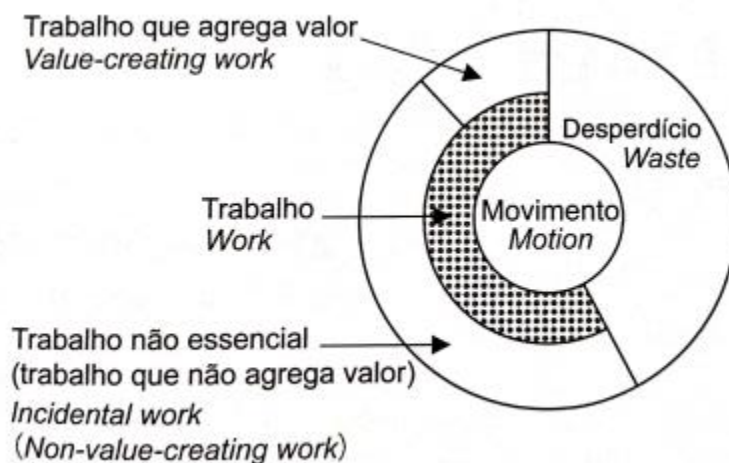 Trabalho que agrega valor
Value-creating work
Desperdício
Waste
Trabalho
Work
Movimento
Motion
Trabalho não essencial
(trabalho que não agrega valor)
Incidental work
(Non-value-creating work)